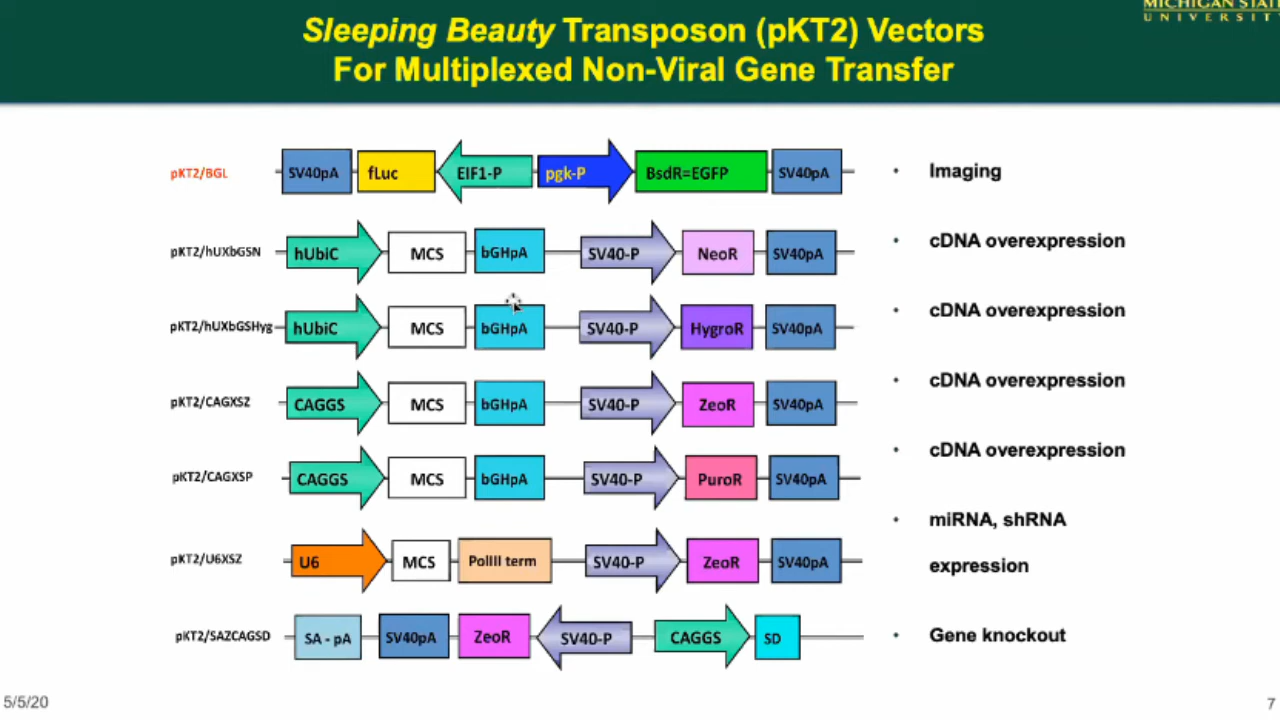 MICHIGAN STATE
UNIVERSITY
Sleeping Beauty Transposon (pKT2) Vectors
For Multiplexed Non-Viral Gene Transfer
pKT2/BGL SV40pA fLuc EIF1-P pgk-P BsdR=EGFP SV40pA • Imaging
pKT2/hUXbGSN hUbiC MCS bGHpA SV40-P NeoR SV40pA • cDNA overexpression
pKT2/hUXbGSHyg hUbiC MCS bGHpA SV40-P HygroR SV40pA • cDNA overexpression
pKT2/CAGXSZ CAGGS MCS bGHpA SV40-P ZeoR SV40pA • cDNA overexpression
pKT2/CAGXSP CAGGS MCS bGHpA SV40-P PuroR SV40pA • cDNA overexpression
pKT2/U6XSZ U6 MCS PolIII term SV40-P ZeoR SV40pA • miRNA, shRNA
expression
pKT2/SAZCAGSD SA - pA SV40pA ZeoR SV40-P CAGGS SD • Gene knockout
5/5/20 7